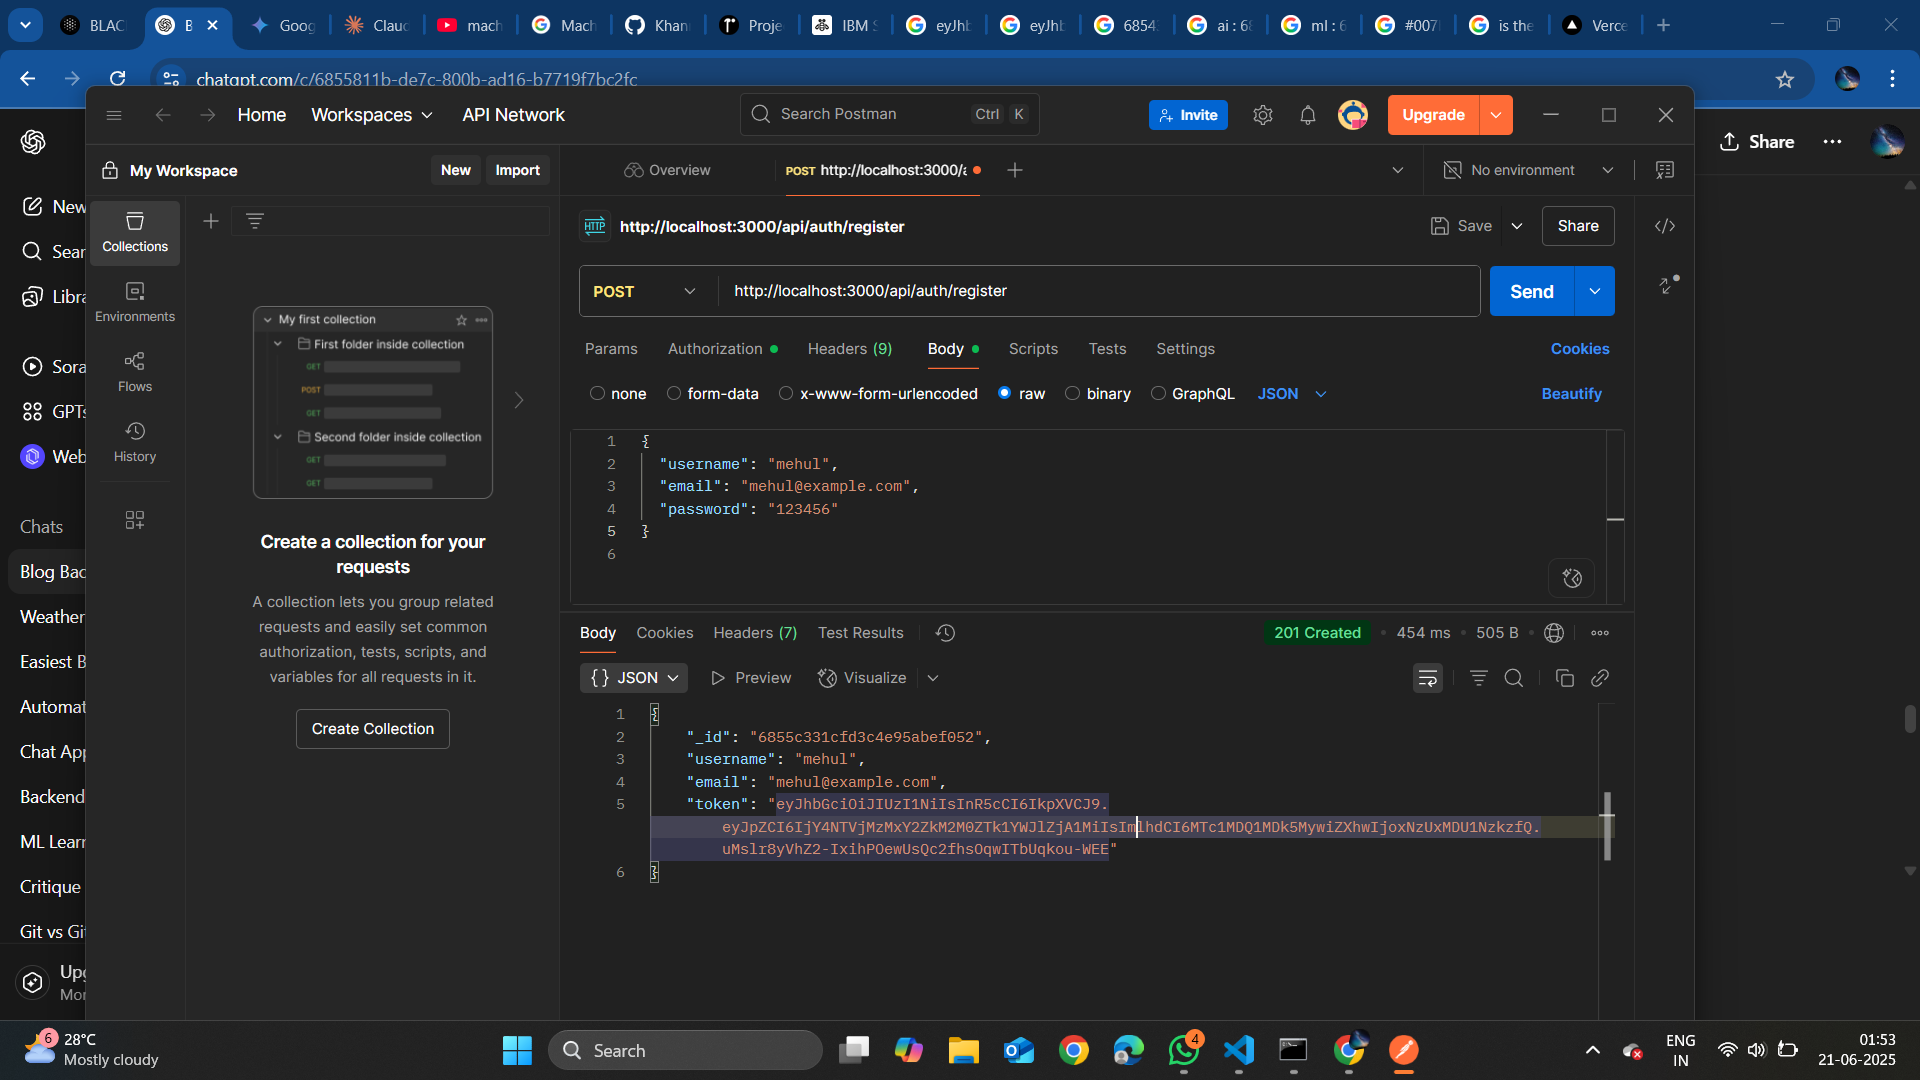 BLAC
B
Goog
Clauc
mach
Mach
Khan
Proje
IBM S
eyJhb
eyJhb
6854
ai : 68
ml : 6
#007
is the
Verce
chatgpt.com/c/6855811b-de7c-800b-ad16-b7719f7bc2fc
Home
Workspaces
API Network
Search Postman
Ctrl
K
Invite
Upgrade
Share
New
Sear
Libra
Sora
GPTs
Web
Chats
Blog Bac
Weather
Easiest B
Automat
Chat App
Backend
ML Learn
Critique
Git vs Git
Upg
Mor
My Workspace
New
Import
Overview
POST http://localhost:3000/a
No environment
Collections
Environments
Flows
History
My first collection
First folder inside collection
GET
POST
GET
Second folder inside collection
GET
GET
Create a collection for your
requests
A collection lets you group related
requests and easily set common
authorization, tests, scripts, and
variables for all requests in it.
Create Collection
HTTP
http://localhost:3000/api/auth/register
Save
Share
POST
http://localhost:3000/api/auth/register
Send
Params
Authorization
Headers (9)
Body
Scripts
Tests
Settings
Cookies
none
form-data
x-www-form-urlencoded
raw
binary
GraphQL
JSON
Beautify
1 {
2 "username": "mehul",
3 "email": "mehul@example.com",
4 "password": "123456"
5 }
6
Body
Cookies
Headers (7)
Test Results
201 Created
454 ms
505 B
{} JSON
Preview
Visualize
1 {
2 "_id": "6855c331cfd3c4e95abef052",
3 "username": "mehul",
4 "email": "mehul@example.com",
5 "token": "eyJhbGciOiJIUzI1NiIsInR5cCI6IkpXVCJ9.
eyJpZCI6IjY4NTVjMzMxY2ZkM2M0ZTk1YWJlZjA1MiIsImlhdCI6MTc1MDQ1MDk5MywiZXhwIjoxNzUxMDU1NzkzfQ.
uMslr8yVhZ2-IxihPOewUsQc2fhsOqwITbUqkou-WEE"
6 }
6
28°C
Mostly cloudy
Search
4
ENG
IN
01:53
21-06-2025